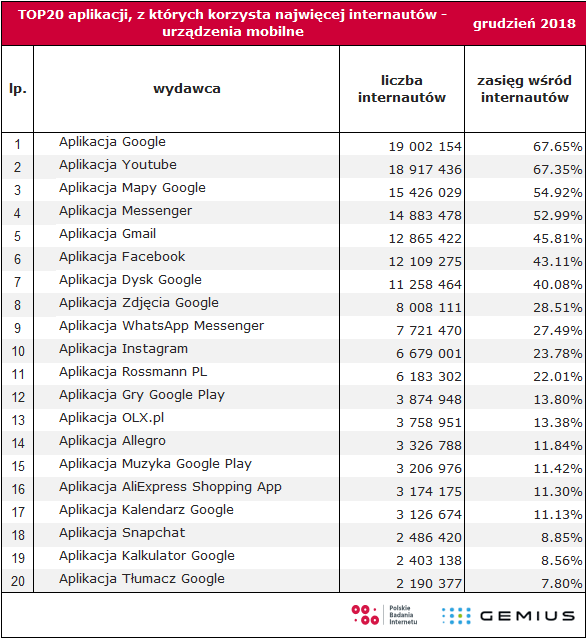 TOP20 aplikacji, z których korzysta najwięcej internautów - urządzenia mobilne grudzień 2018
lp. wydawca liczba internautów zasięg wśród internautów
1 Aplikacja Google 19 002 154 67.65%
2 Aplikacja Youtube 18 917 436 67.35%
3 Aplikacja Mapy Google 15 426 029 54.92%
4 Aplikacja Messenger 14 883 478 52.99%
5 Aplikacja Gmail 12 865 422 45.81%
6 Aplikacja Facebook 12 109 275 43.11%
7 Aplikacja Dysk Google 11 258 464 40.08%
8 Aplikacja Zdjęcia Google 8 008 111 28.51%
9 Aplikacja WhatsApp Messenger 7 721 470 27.49%
10 Aplikacja Instagram 6 679 001 23.78%
11 Aplikacja Rossmann PL 6 183 302 22.01%
12 Aplikacja Gry Google Play 3 874 948 13.80%
13 Aplikacja OLX.pl 3 758 951 13.38%
14 Aplikacja Allegro 3 326 788 11.84%
15 Aplikacja Muzyka Google Play 3 206 976 11.42%
16 Aplikacja AliExpress Shopping App 3 174 175 11.30%
17 Aplikacja Kalendarz Google 3 126 674 11.13%
18 Aplikacja Snapchat 2 486 420 8.85%
19 Aplikacja Kalkulator Google 2 403 138 8.56%
20 Aplikacja Tłumacz Google 2 190 377 7.80%
Polskie
Badania
Internetu
GEMIUS